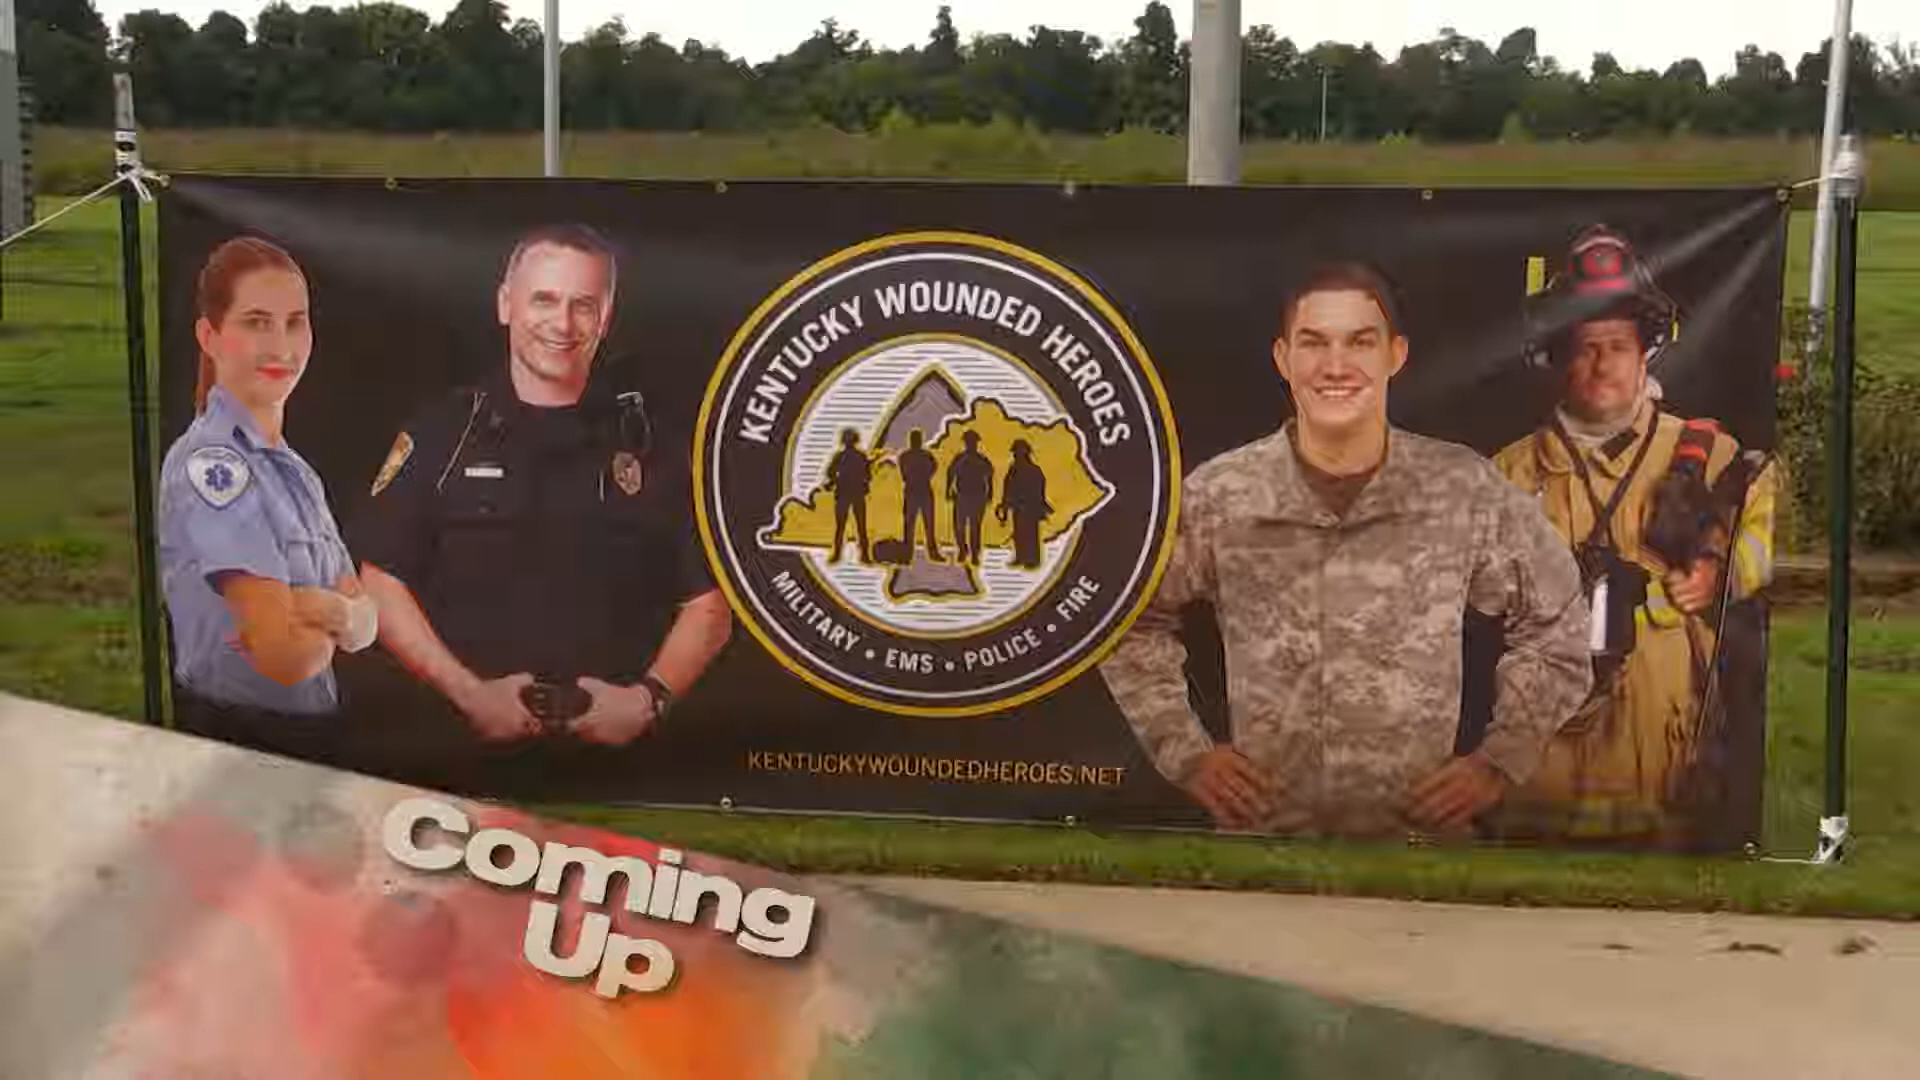 KENTUCKY WOUNDED HEROES
MILITARY • EMS • POLICE • FIRE
KENTUCKYWOUNDEDHEROES.NET
Coming
Up